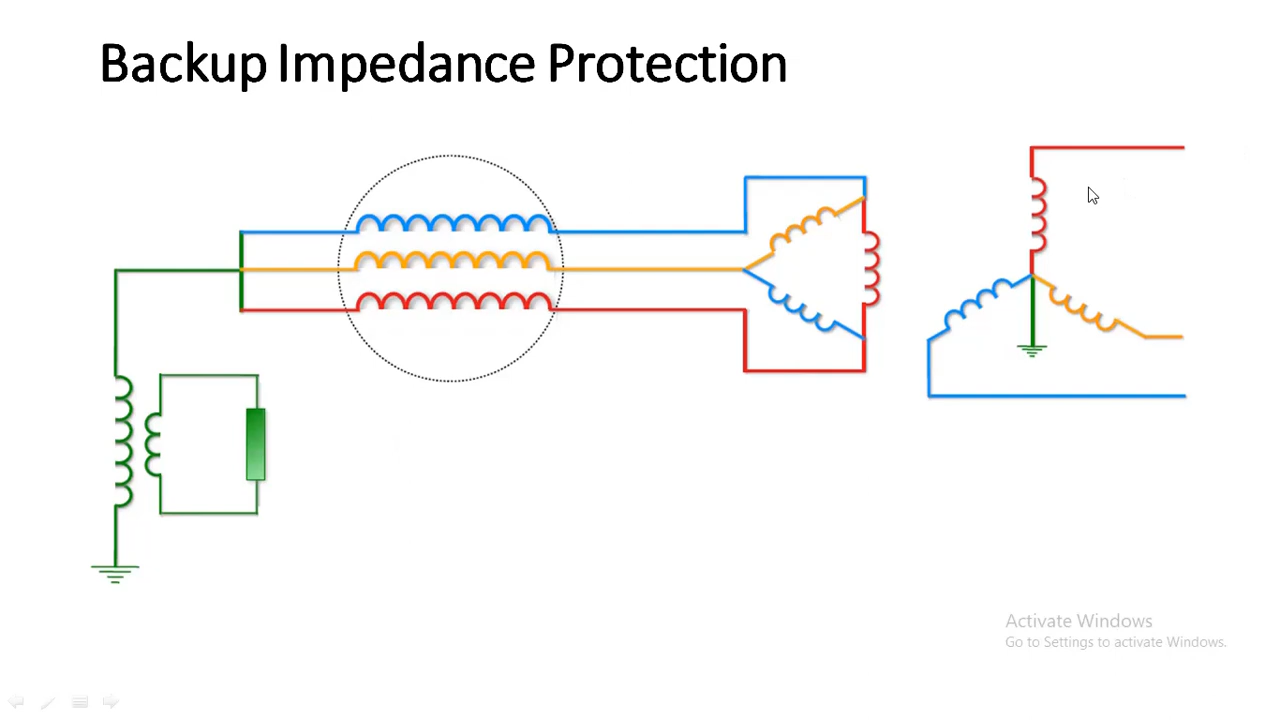 Backup Impedance Protection
Activate Windows
Go to Settings to activate Windows.